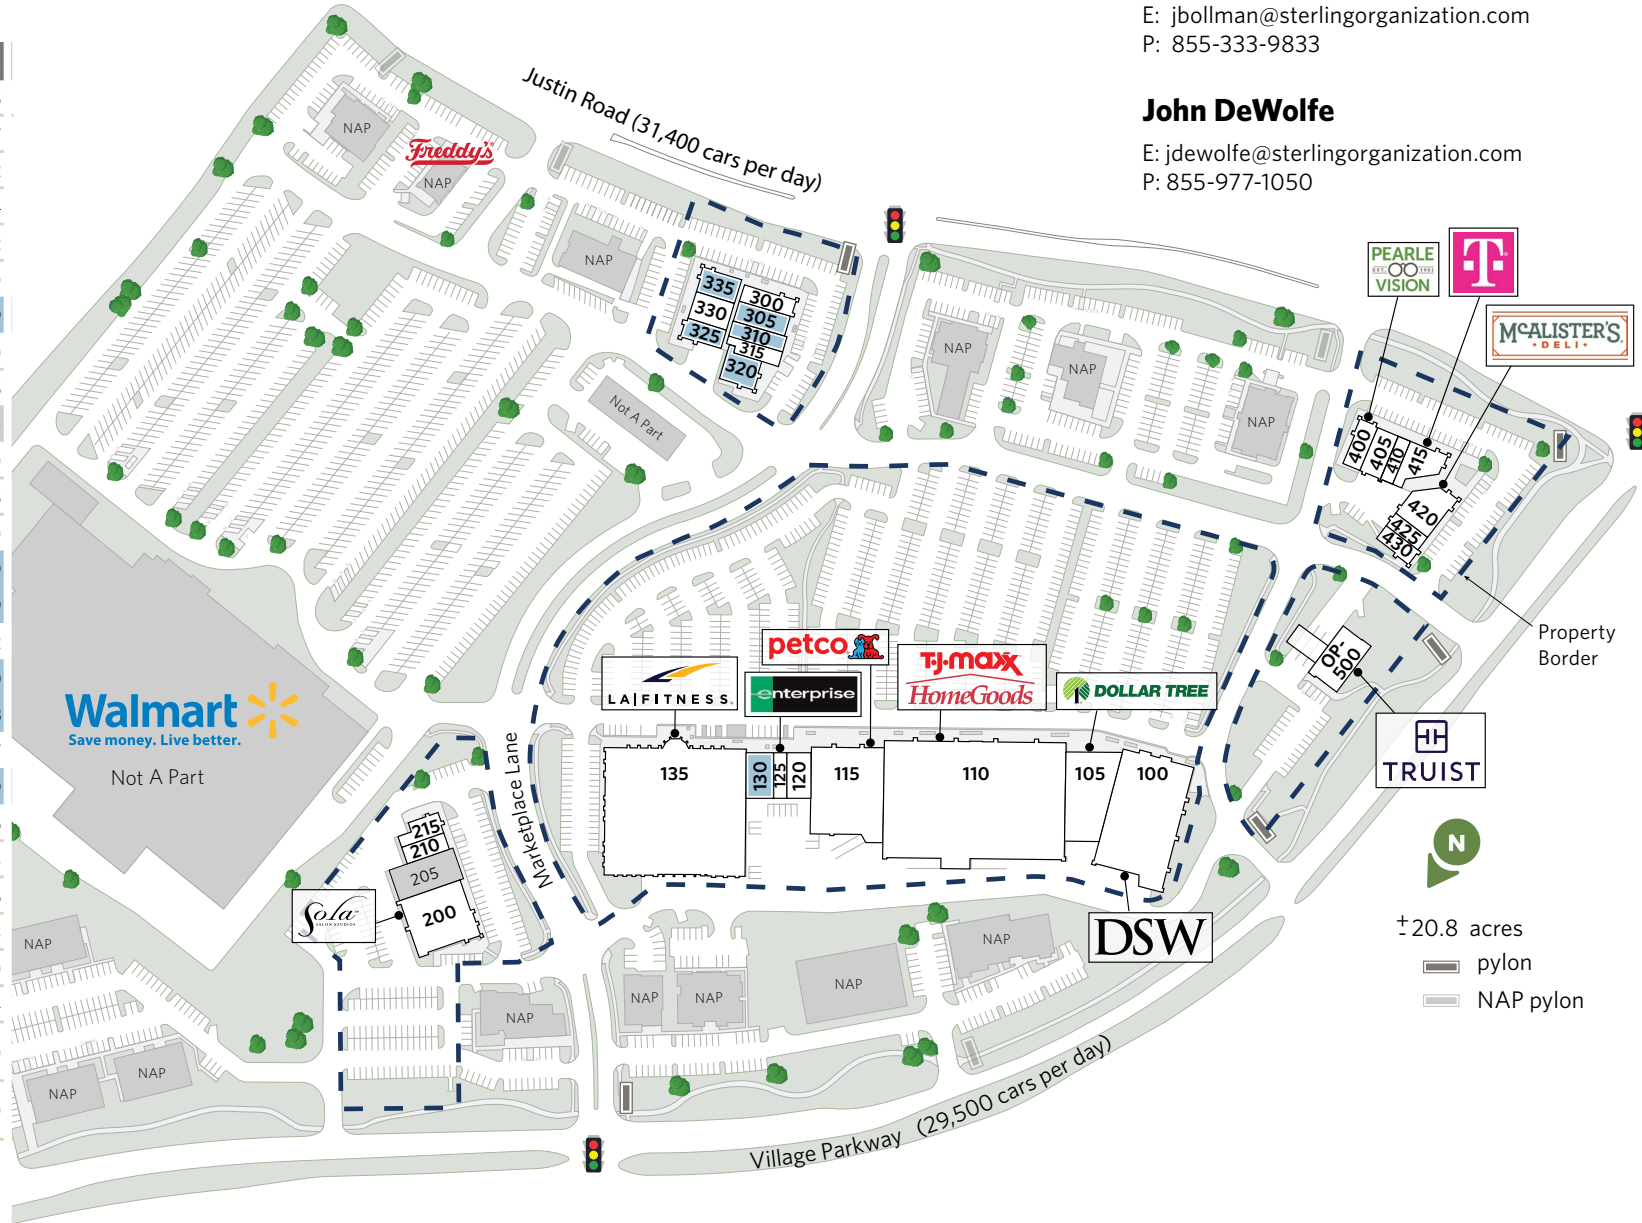 E: jbollman@sterlingorganization.com
P: 855-333-9833
John DeWolfe
E: jdewolfe@sterlingorganization.com
P: 855-977-1050
Justin Road (31,400 cars per day)
NAP
Freddy's
NAP
NAP
335
300
330
305
325
310
315
320
Not A Part
NAP
NAP
NAP
PEARLE
EST. 1961
VISION
T
McALISTER'S
DELI
400
405
410
415
420
425
430
Property
Border
OP-
500
HH
TRUIST
Walmart
Save money. Live better.
Not A Part
Marketplace Lane
LA|FITNESS
petco
enterprise
T·J·maxx
HomeGoods
DOLLAR TREE
135
130
125
120
115
110
105
100
DSW
215
210
205
200
Sola
SALON STUDIOS
N
±20.8 acres
pylon
NAP pylon
NAP
NAP
NAP
NAP
NAP
NAP
NAP
NAP
Village Parkway (29,500 cars per day)